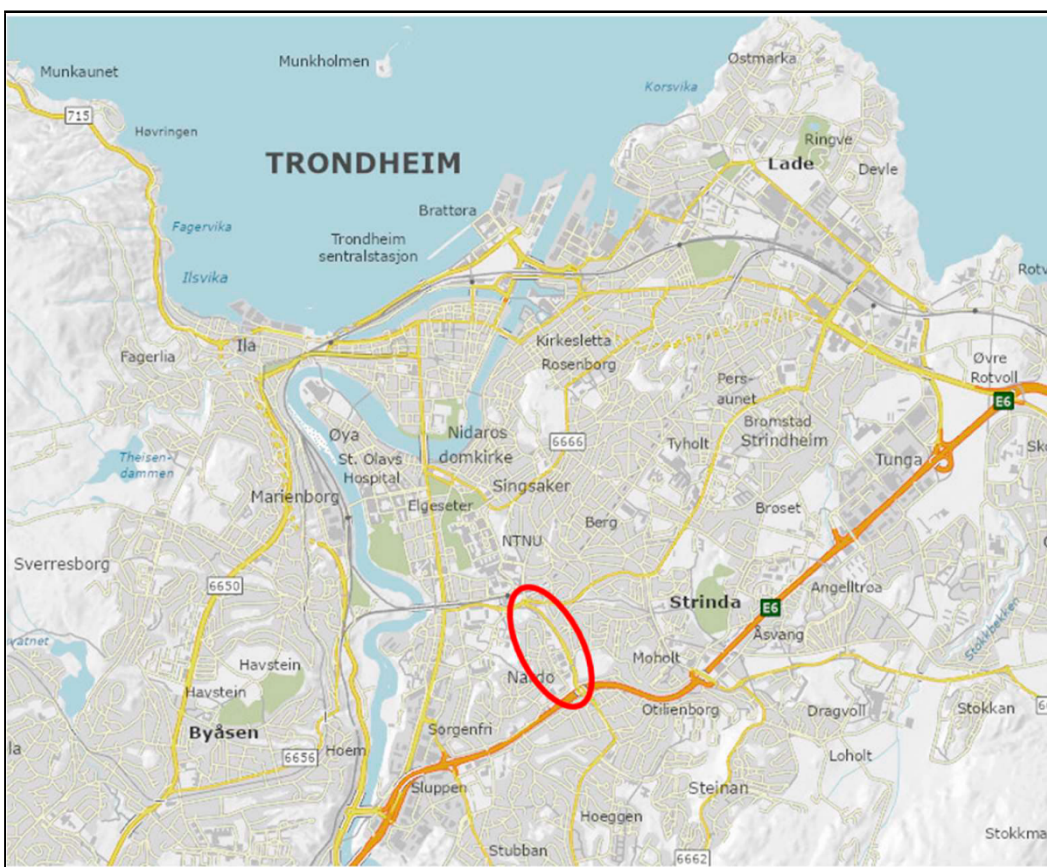 Munkaunet
Munkholmen
Østmarka
Korsvika
715
Høvringen
Ringve
TRONDHEIM
Lade
Devle
Brattøra
Fagervika
Trondheim
sentralstasjon
Ilsvika
Ila
Fagerlia
Kirkesletta
Rosenborg
Øvre
Rotvoll
Pers-
aunet
E6
Bromstad
Strindheim
Øya
Nidaros
domkirke
6666
Tyholt
Theisen-
dammen
St. Olavs
Hospital
Tunga
Marienborg
Singsaker
Elgeseter
Berg
Brøset
NTNU
Sverresborg
6650
Angelltrøa
Strinda
E6
Åsvang
Stokkbekken
Havstein
Moholt
Nardo
Havstein
Otilienborg
Dragvoll
Stokkan
Byåsen
Sorgenfri
6656
Hoem
Loholt
Sluppen
Steinan
Hoeggen
Stubban
6662